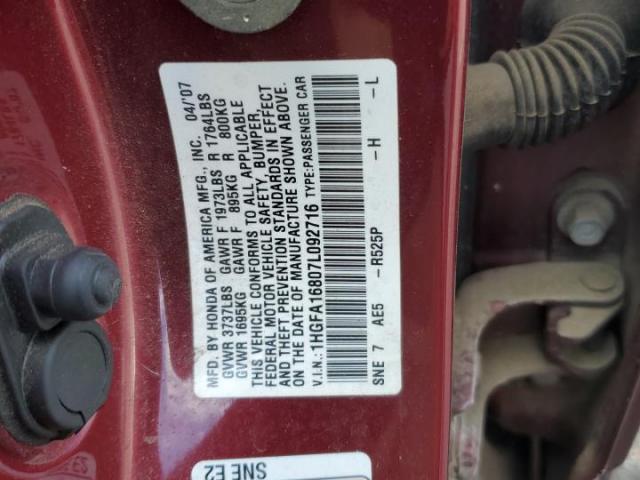 MFD. BY HONDA OF AMERICA MFG., INC. 04/'07
GVWR 3737LBS GAWR F 1973LBS R 1764LBS
GVWR 1695KG GAWR F 895KG R 800KG
THIS VEHICLE CONFORMS TO ALL APPLICABLE
FEDERAL MOTOR VEHICLE SAFETY, BUMPER,
AND THEFT PREVENTION STANDARDS IN EFFECT
ON THE DATE OF MANUFACTURE SHOWN ABOVE.
V.I.N.: 1HGFA16807L092716 TYPE:PASSENGER CAR
SNE 7 AE5 - R525P - H - L
SNE E2